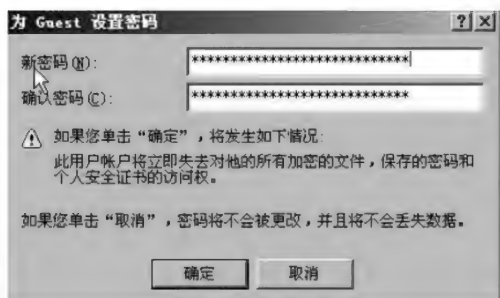 为 Guest 设置密码
新密码(N):
****************************
确认密码(C):
****************************
如果您单击“确定”，将发生如下情况:
此用户帐户将立即失去对他的所有加密的文件，保存的密码和
个人安全证书的访问权。
如果您单击“取消”，密码将不会被更改，并且将不会丢失数据。
确定 取消